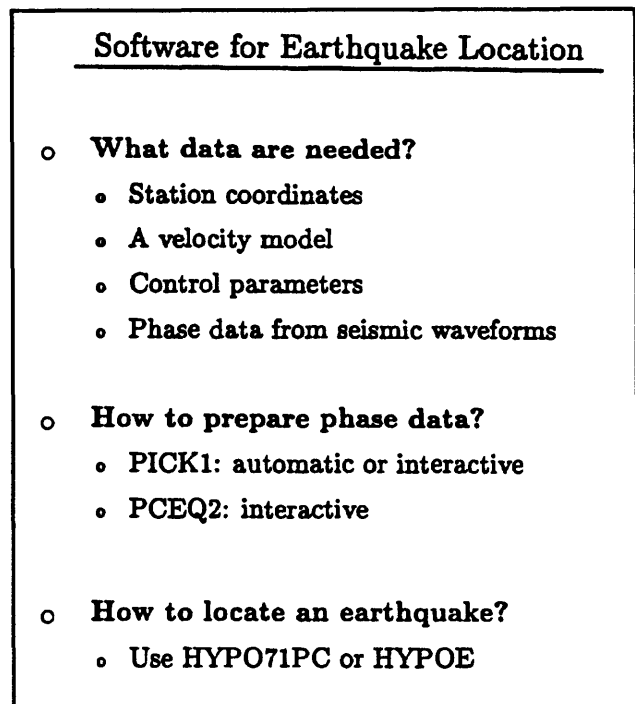 Software for Earthquake Location
o What data are needed?
• Station coordinates
• A velocity model
• Control parameters
• Phase data from seismic waveforms
o How to prepare phase data?
• PICK1: automatic or interactive
• PCEQ2: interactive
o How to locate an earthquake?
• Use HYPO71PC or HYPOE